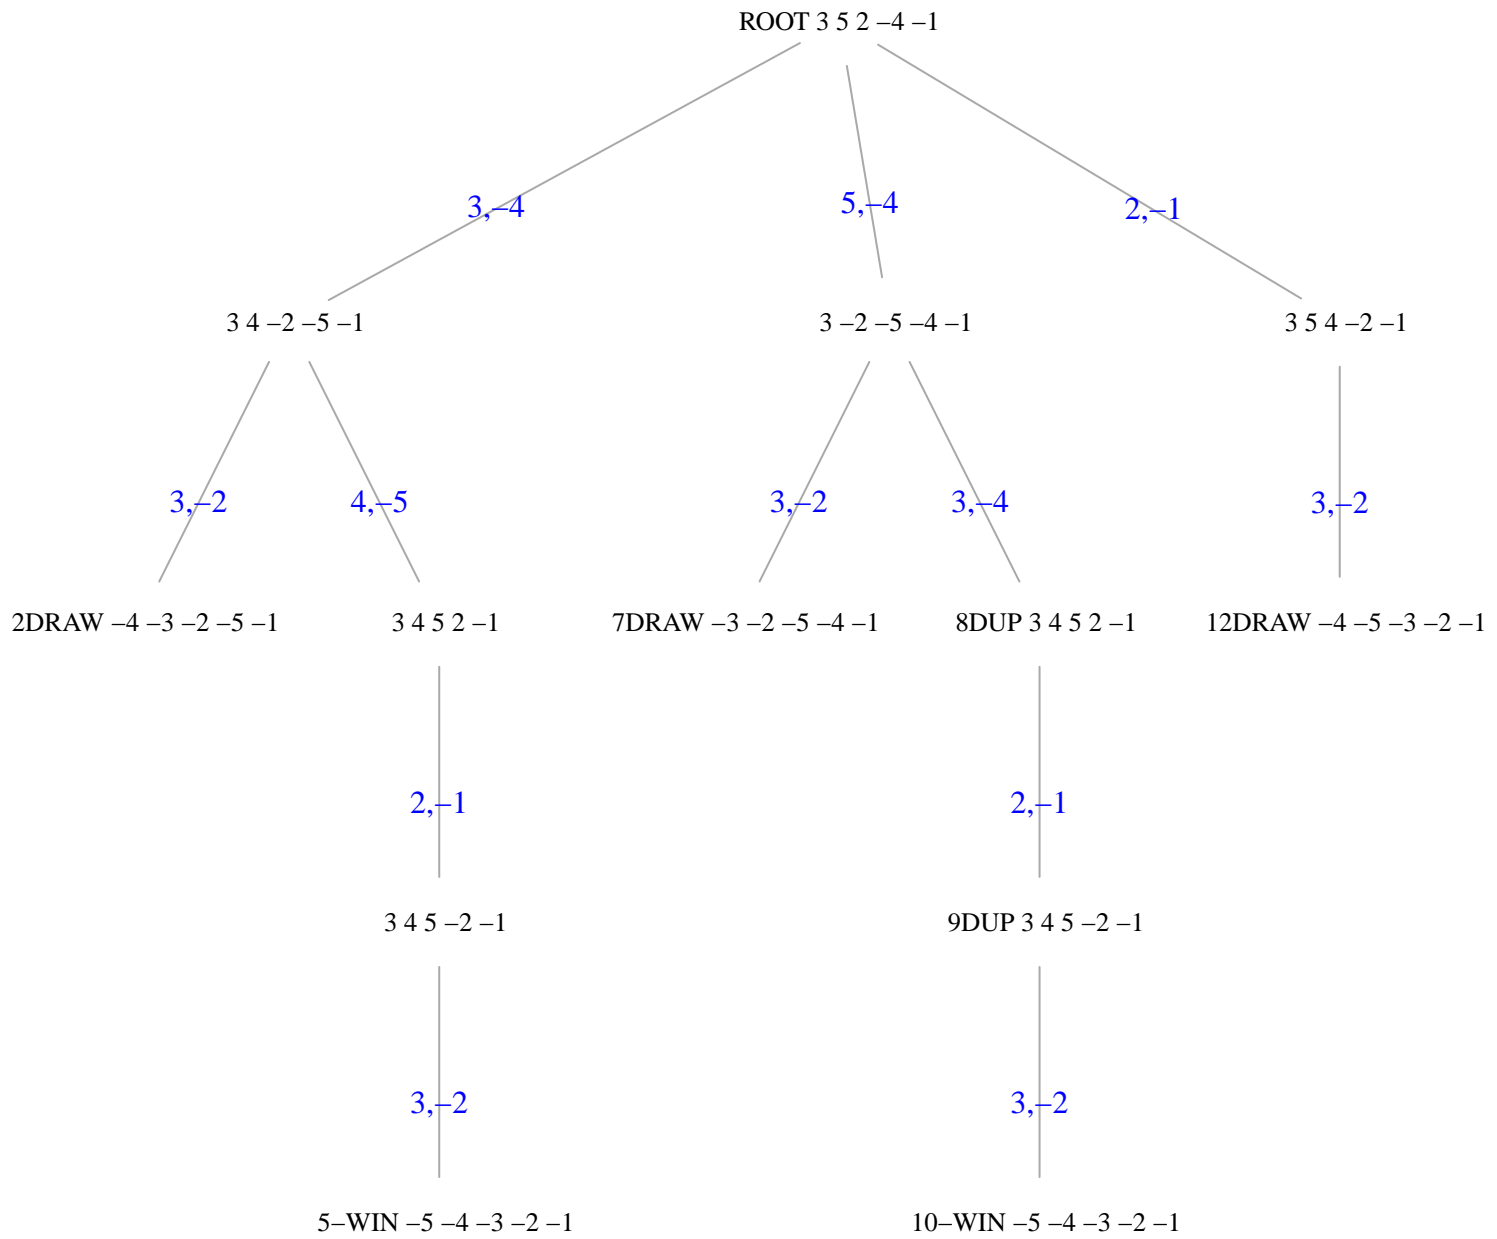 ROOT 3 5 2 –4 –1
3,–4
5,–4
2,–1
3 4 –2 –5 –1
3 –2 –5 –4 –1
3 5 4 –2 –1
3,–2
4,–5
3,–2
3,–4
3,–2
2DRAW –4 –3 –2 –5 –1
3 4 5 2 –1
7DRAW –3 –2 –5 –4 –1
8DUP 3 4 5 2 –1
12DRAW –4 –5 –3 –2 –1
2,–1
2,–1
3 4 5 –2 –1
9DUP 3 4 5 –2 –1
3,–2
3,–2
5–WIN –5 –4 –3 –2 –1
10–WIN –5 –4 –3 –2 –1